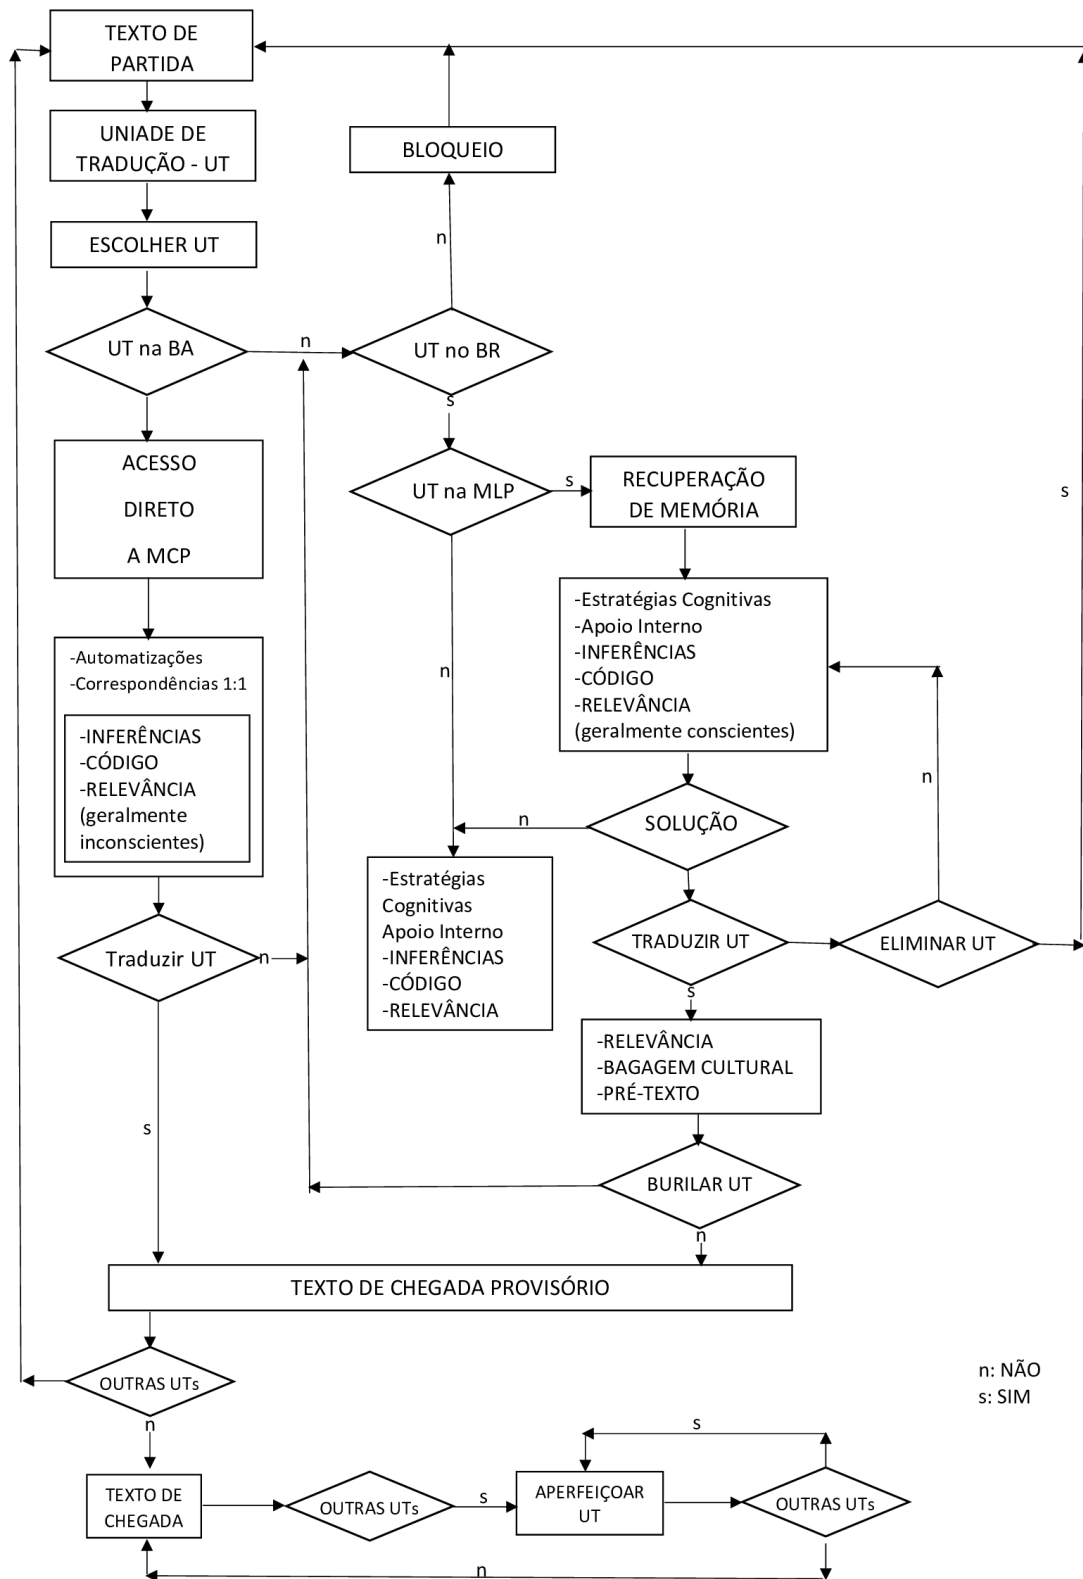 TEXTO DE
PARTIDA
UNIADE DE
TRADUÇÃO - UT
BLOQUEIO
ESCOLHER UT
n
UT na BA
n
UT no BR
s
ACESSO
DIRETO
A MCP
UT na MLP
s
RECUPERAÇÃO
DE MEMÓRIA
s
-Estratégias Cognitivas
-Apoio Interno
-INFERÊNCIAS
-CÓDIGO
-RELEVÂNCIA
(geralmente conscientes)
n
-Automatizações
-Correspondências 1:1
-INFERÊNCIAS
-CÓDIGO
-RELEVÂNCIA
(geralmente
inconscientes)
n
SOLUÇÃO
n
-Estratégias
Cognitivas
Apoio Interno
-INFERÊNCIAS
-CÓDIGO
-RELEVÂNCIA
Traduzir UT
n
TRADUZIR UT
s
ELIMINAR UT
-RELEVÂNCIA
-BAGAGEM CULTURAL
-PRÉ-TEXTO
s
BURILAR UT
n
TEXTO DE CHEGADA PROVISÓRIO
OUTRAS UTs
n
n: NÃO
s: SIM
TEXTO DE
CHEGADA
OUTRAS UTs
s
APERFEIÇOAR
UT
s
OUTRAS UTs
n